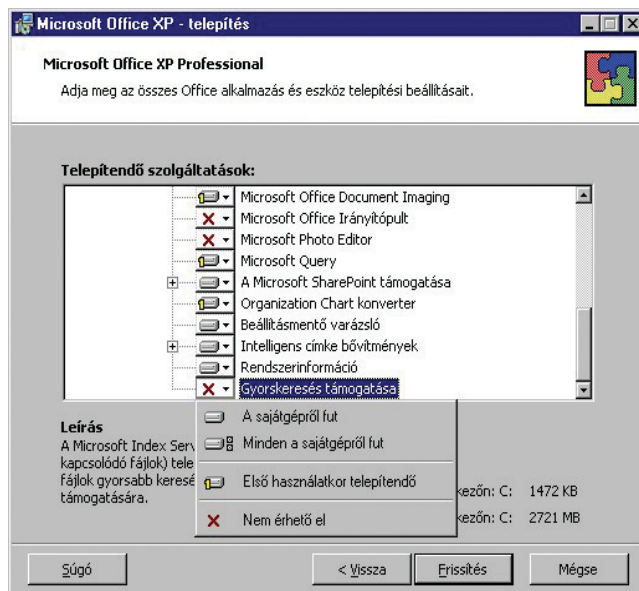 Microsoft Office XP - telepítés
Microsoft Office XP Professional
Adja meg az összes Office alkalmazás és eszköz telepítési beállításait.
Telepítendő szolgáltatások:
Microsoft Office Document Imaging
Microsoft Office Irányítópult
Microsoft Photo Editor
Microsoft Query
A Microsoft SharePoint támogatása
Organization Chart konverter
Beállításmentő varázsló
Intelligens címke bővítmények
Rendszerinformáció
Gyorskeresés támogatása
A sajátgépről fut
Minden a sajátgépről fut
Első használatkor telepítendő
Nem érhető el
Leírás
A Microsoft Index Serv
kapcsolódó fájlok) tele
fájlok gyorsabb keresé
támogatására.
kezőn: C: 1472 KB
kezőn: C: 2721 MB
Súgó
< Vissza
Frissítés
Mégse